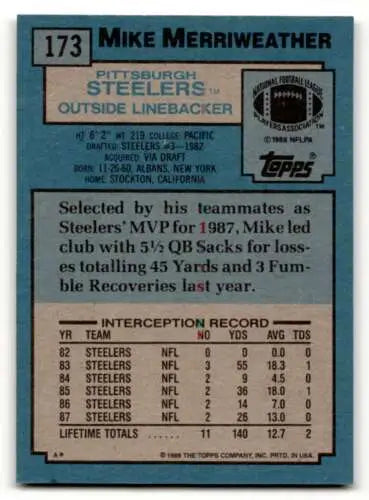 173 MIKE MERRIWEATHER
PITTSBURGH
STEELERS™
OUTSIDE LINEBACKER
NATIONAL FOOTBALL LEAGUE
PLAYERS ASSOCIATION™
© 1988 NFLPA
Topps®
HT 6' 2" WT 219 COLLEGE: PACIFIC
DRAFTED: STEELERS #3-1982
ACQUIRED: VIA DRAFT
BORN: 11-26-60, ALBANS, NEW YORK
HOME: STOCKTON, CALIFORNIA
Selected by his teammates as
Steelers' MVP for 1987, Mike led
club with 5½ QB Sacks for loss-
es totalling 45 Yards and 3 Fum-
ble Recoveries last year.
INTERCEPTION RECORD
YR TEAM NO YDS AVG TDS
82 STEELERS NFL 0 0 0.0 0
83 STEELERS NFL 3 55 18.3 1
84 STEELERS NFL 2 9 4.5 0
85 STEELERS NFL 2 36 18.0 1
86 STEELERS NFL 2 14 7.0 0
87 STEELERS NFL 2 26 13.0 0
LIFETIME TOTALS ....... 11 140 12.7 2
A* © 1988 THE TOPPS COMPANY, INC. PRTD. IN U.S.A.